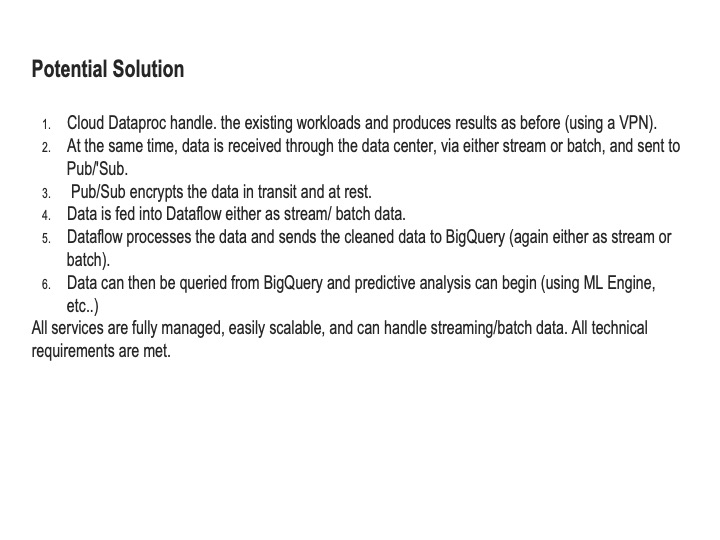 Potential Solution
1. Cloud Dataproc handle. the existing workloads and produces results as before (using a VPN).
2. At the same time, data is received through the data center, via either stream or batch, and sent to
Pub/'Sub.
3. Pub/Sub encrypts the data in transit and at rest.
4. Data is fed into Dataflow either as stream/ batch data.
5. Dataflow processes the data and sends the cleaned data to BigQuery (again either as stream or
batch).
6. Data can then be queried from BigQuery and predictive analysis can begin (using ML Engine,
etc..)
All services are fully managed, easily scalable, and can handle streaming/batch data. All technical
requirements are met.